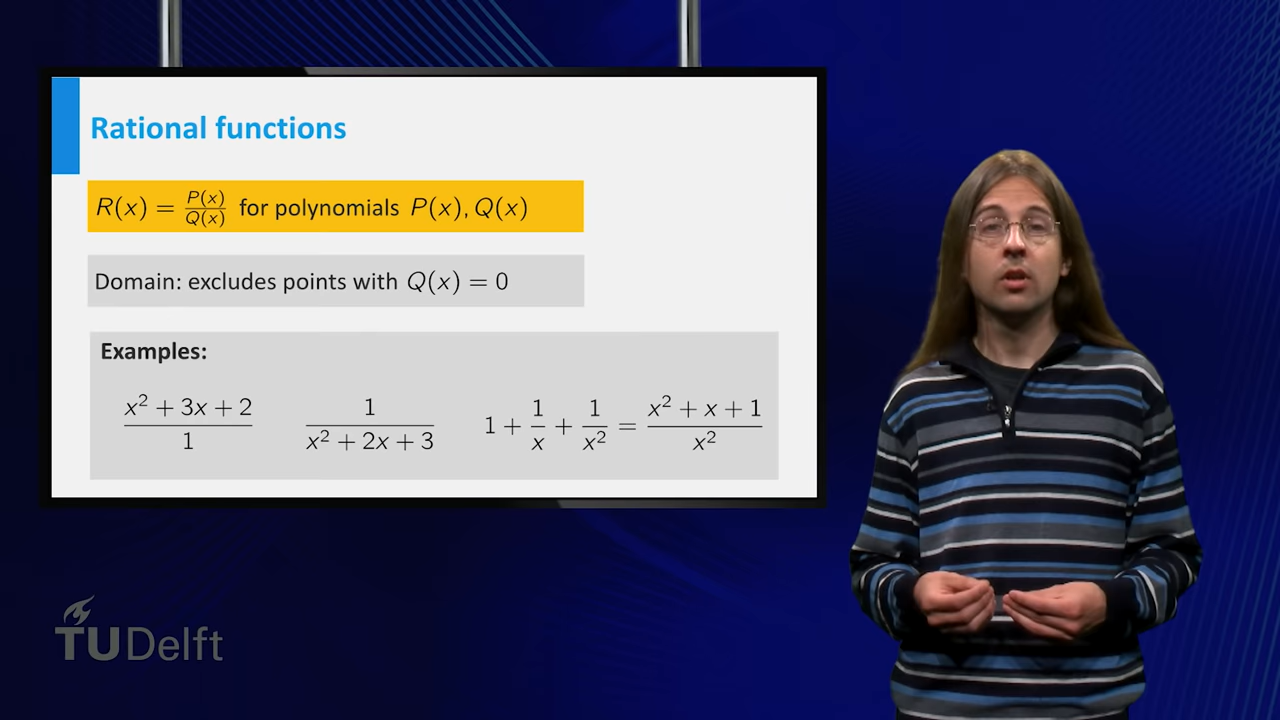 Rational functions
R(x) = P(x)/Q(x) for polynomials P(x), Q(x)
Domain: excludes points with Q(x) = 0
Examples:
(x² + 3x + 2)/1    1/(x² + 2x + 3)    1 + 1/x + 1/x² = (x² + x + 1)/x²
TUDelft